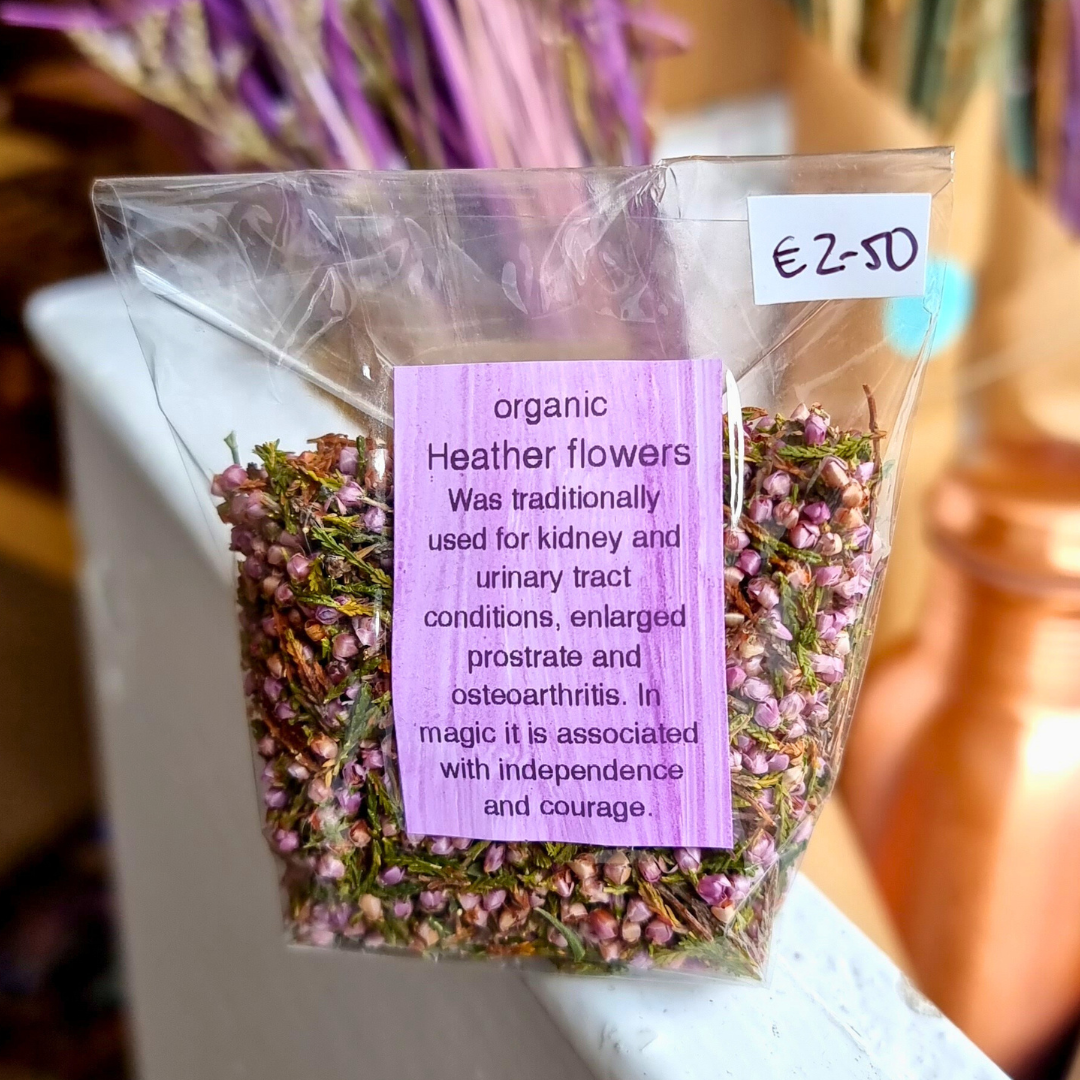 €2-50
organic
Heather flowers
Was traditionally
used for kidney and
urinary tract
conditions, enlarged
prostrate and
osteoarthritis. In
magic it is associated
with independence
and courage.